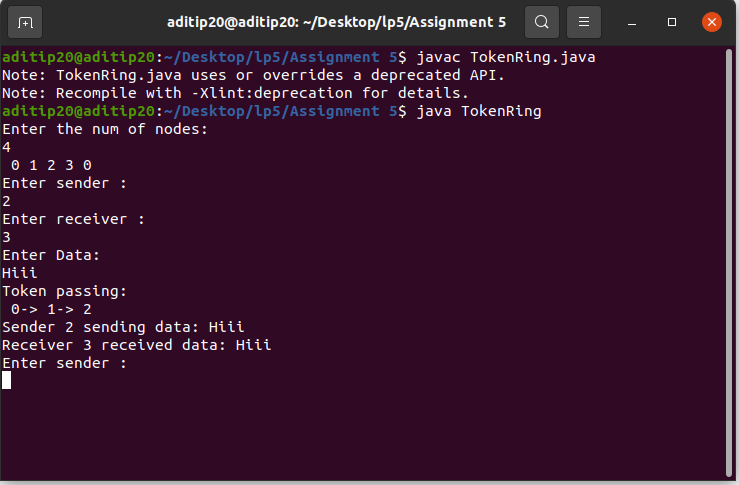 aditip20@aditip20: ~/Desktop/lp5/Assignment 5
aditip20@aditip20:~/Desktop/lp5/Assignment 5$ javac TokenRing.java
Note: TokenRing.java uses or overrides a deprecated API.
Note: Recompile with -Xlint:deprecation for details.
aditip20@aditip20:~/Desktop/lp5/Assignment 5$ java TokenRing
Enter the num of nodes:
4
 0 1 2 3 0
Enter sender :
2
Enter receiver :
3
Enter Data:
Hiii
Token passing:
 0-> 1-> 2
Sender 2 sending data: Hiii
Receiver 3 received data: Hiii
Enter sender :